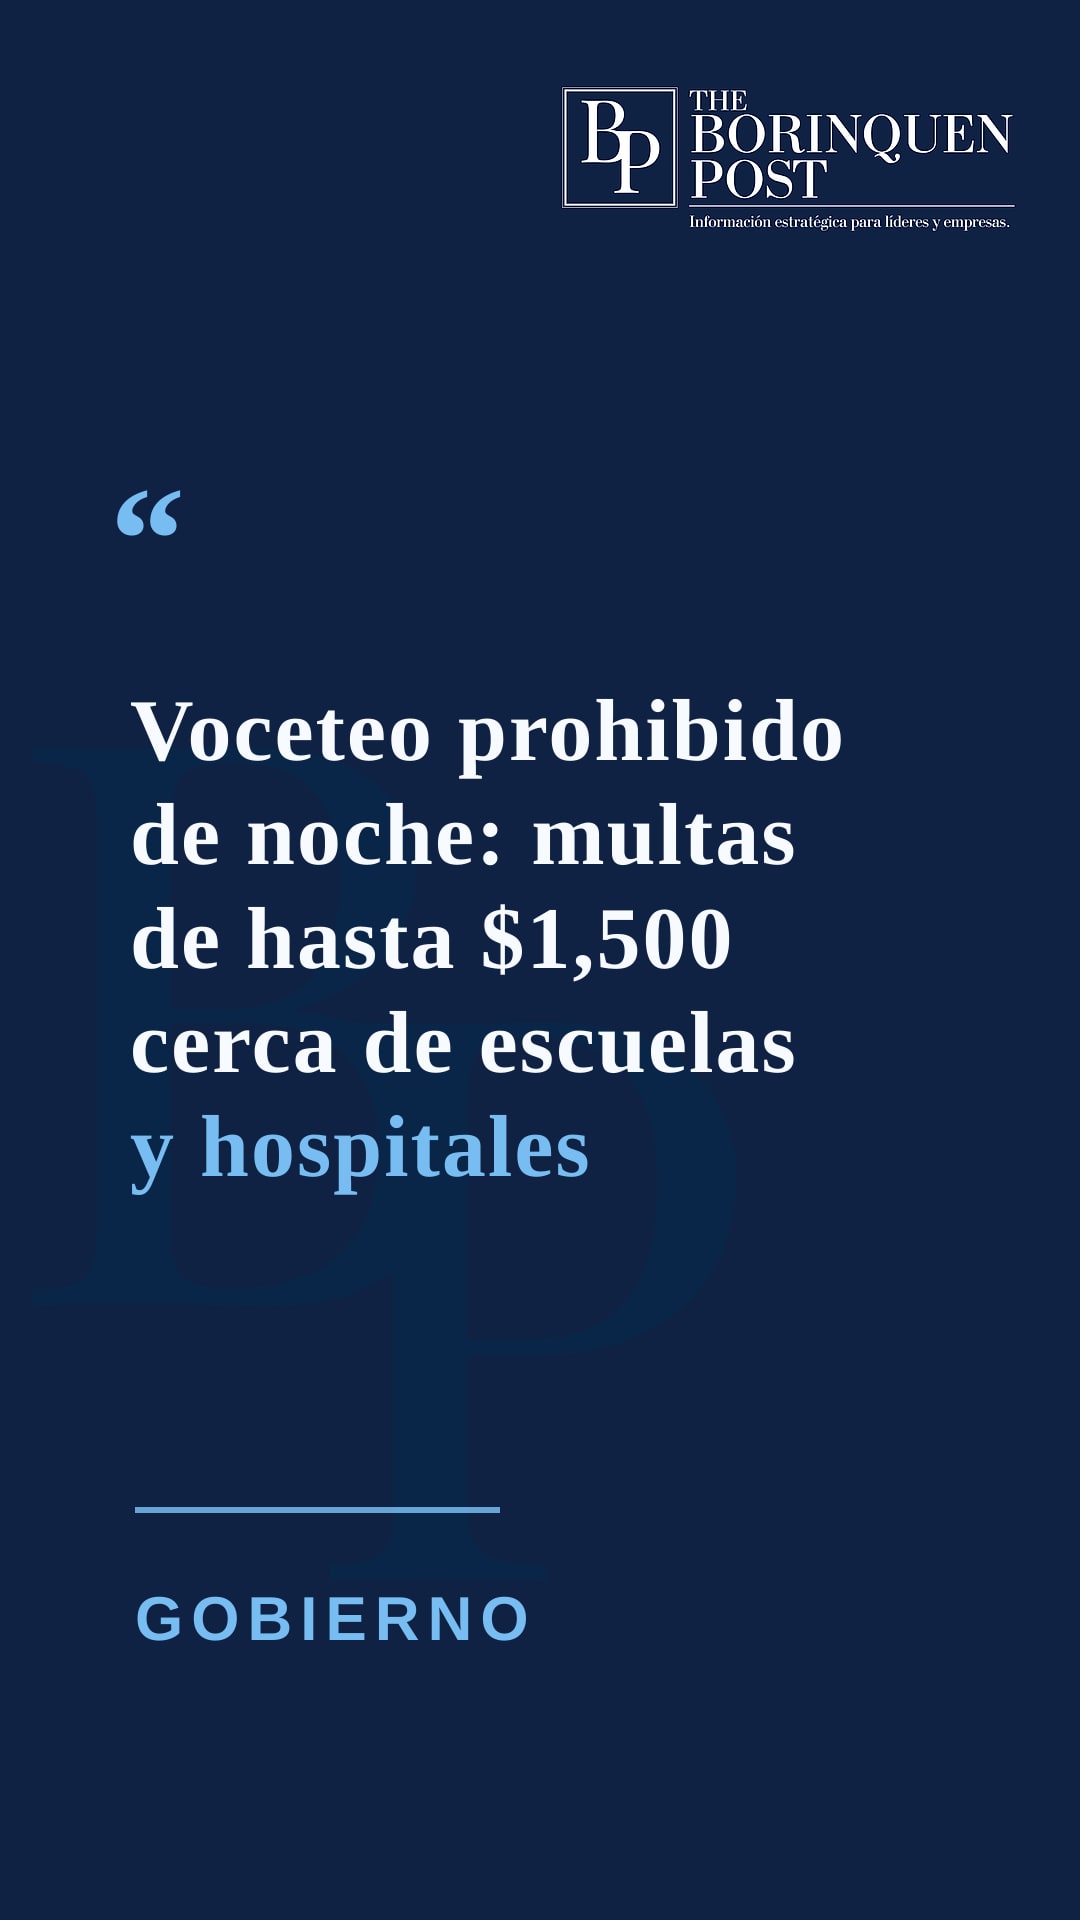 BP
THE
BORINQUEN
POST
Información estratégica para líderes y empresas.
“
Voceteo prohibido
de noche: multas
de hasta $1,500
cerca de escuelas
y hospitales
GOBIERNO